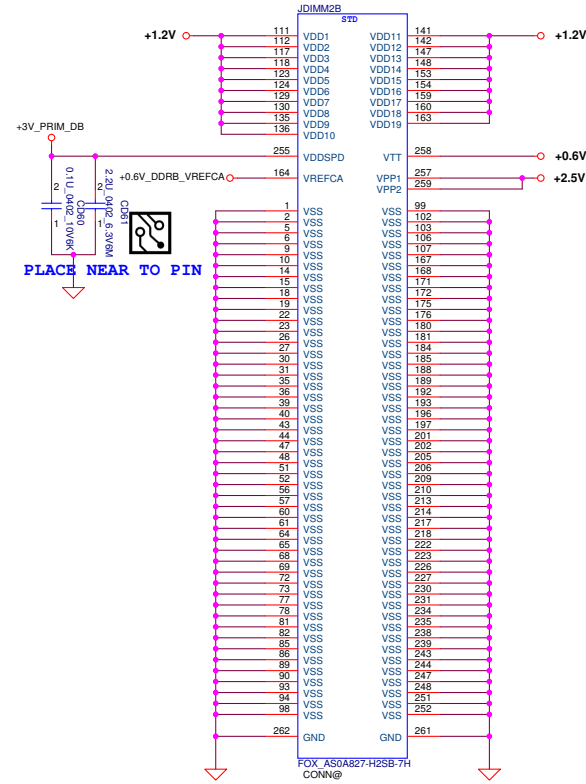 JDIMM2B
STD
+1.2V 111 VDD1 VDD11 141 +1.2V
112 VDD2 VDD12 142
117 VDD3 VDD13 147
118 VDD4 VDD14 148
123 VDD5 VDD15 153
124 VDD6 VDD16 154
129 VDD7 VDD17 159
130 VDD8 VDD18 160
135 VDD9 VDD19 163
136 VDD10
+3V_PRIM_DB
255 VDDSPD VTT 258 +0.6V
+0.6V_DDRB_VREFCA 164 VREFCA VPP1 257 +2.5V
VPP2 259
2
1
0.1U_0402_10V6K
CD60
2
1
2.2U_0402_6.3V6M
CD61
PLACE NEAR TO PIN
1 VSS VSS 99
2 VSS VSS 102
5 VSS VSS 103
6 VSS VSS 106
9 VSS VSS 107
10 VSS VSS 167
14 VSS VSS 168
15 VSS VSS 171
18 VSS VSS 172
19 VSS VSS 175
22 VSS VSS 176
23 VSS VSS 180
26 VSS VSS 181
27 VSS VSS 184
30 VSS VSS 185
31 VSS VSS 188
35 VSS VSS 189
36 VSS VSS 192
39 VSS VSS 193
40 VSS VSS 196
43 VSS VSS 197
44 VSS VSS 201
47 VSS VSS 202
48 VSS VSS 205
51 VSS VSS 206
52 VSS VSS 209
56 VSS VSS 210
57 VSS VSS 213
60 VSS VSS 214
61 VSS VSS 217
64 VSS VSS 218
65 VSS VSS 222
68 VSS VSS 223
69 VSS VSS 226
72 VSS VSS 227
73 VSS VSS 230
77 VSS VSS 231
78 VSS VSS 234
81 VSS VSS 235
82 VSS VSS 238
85 VSS VSS 239
86 VSS VSS 243
89 VSS VSS 244
90 VSS VSS 247
93 VSS VSS 248
94 VSS VSS 251
98 VSS VSS 252
262 GND GND 261
FOX_AS0A827-H2SB-7H
CONN@